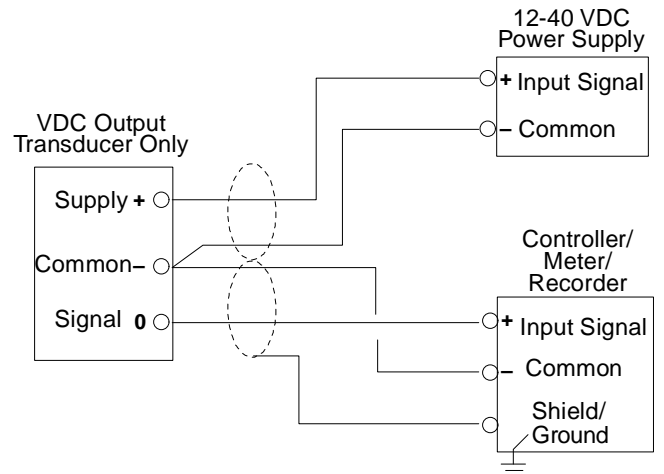 12-40 VDC
Power Supply
+ Input Signal
– Common
VDC Output
Transducer Only
Supply +
Common–
Signal 0
Controller/
Meter/
Recorder
+ Input Signal
– Common
Shield/
Ground